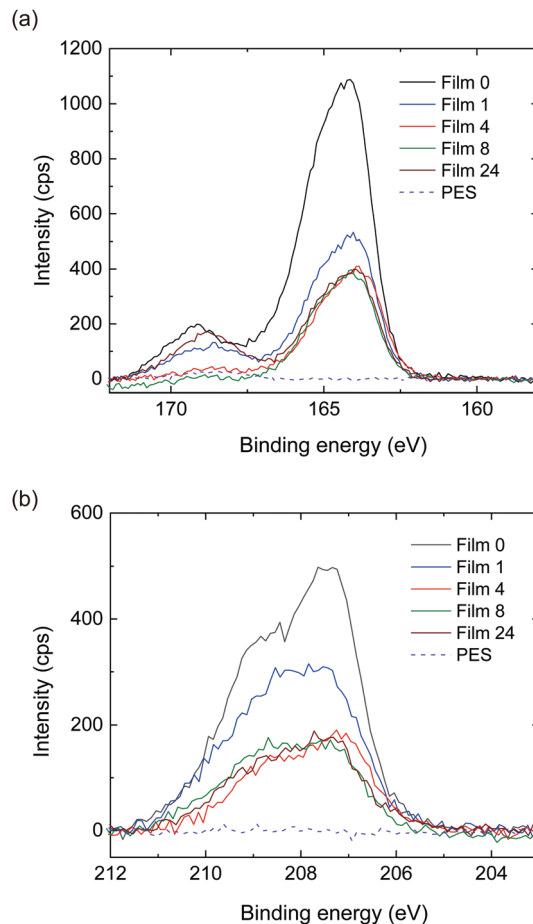 (a)
1200
1000
800
600
400
200
0
Intensity (cps)
Film 0
Film 1
Film 4
Film 8
Film 24
PES
170
165
160
Binding energy (eV)
(b)
600
400
200
0
Intensity (cps)
Film 0
Film 1
Film 4
Film 8
Film 24
PES
212
210
208
206
204
Binding energy (eV)